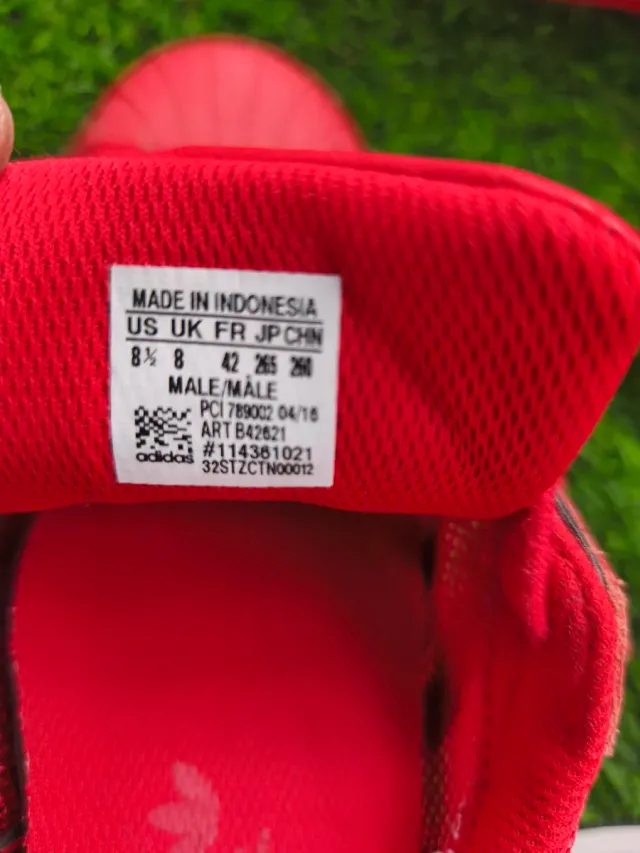 MADE IN INDONESIA
US UK FR JP CHN
8½ 8 42 265 260
MALE/MÂLE
PCI 789002 04/16
ART B42621
adidas #114361021
32STZCTN00012